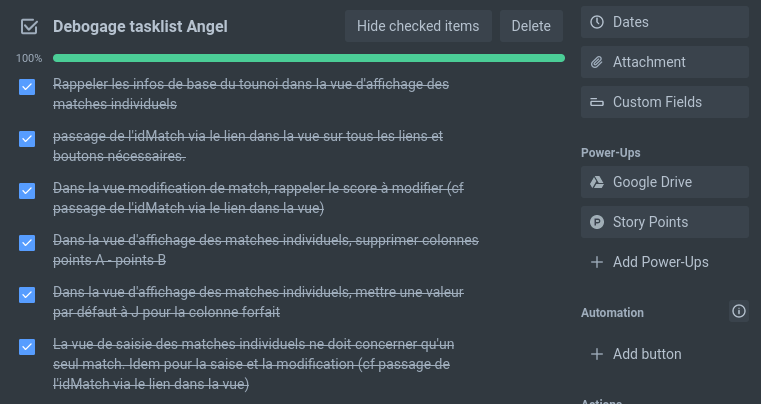 Debogage tasklist Angel
Hide checked items
Delete
100%
Rappeler les infos de base du tounoi dans la vue d'affichage des
matches individuels
passage de l'idMatch via le lien dans la vue sur tous les liens et
boutons nécessaires.
Dans la vue modification de match, rappeler le score à modifier (cf
passage de l'idMatch via le lien dans la vue)
Dans la vue d'affichage des matches individuels, supprimer colonnes
points A - points B
Dans la vue d'affichage des matches individuels, mettre une valeur
par défaut à J pour la colonne forfait
La vue de saisie des matches individuels ne doit concerner qu'un
seul match. Idem pour la saise et la modification (cf passage de
l'idMatch via le lien dans la vue)
Dates
Attachment
Custom Fields
Power-Ups
Google Drive
Story Points
Add Power-Ups
Automation
Add button
Actions